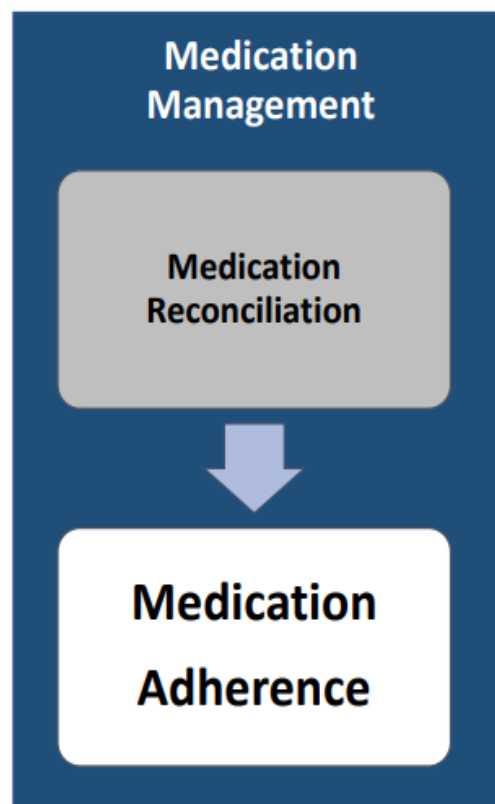 Medication
Management
Medication
Reconciliation
Medication
Adherence